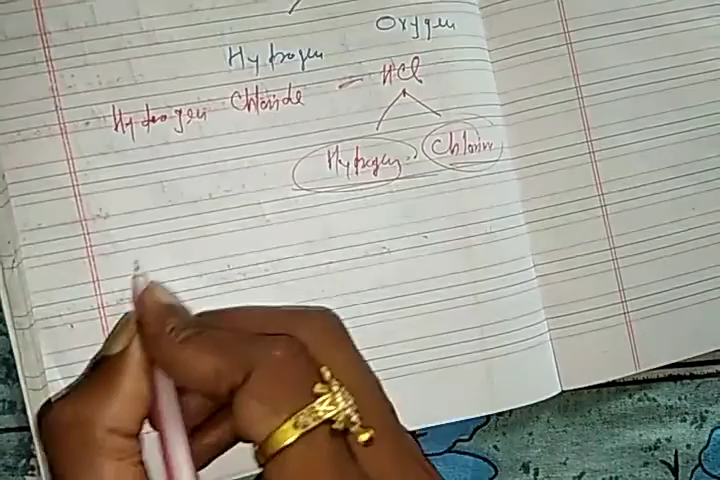 Oxygen
Hydrogen
Hydrogen Chloride - HCl
Hydrogen Chlorine